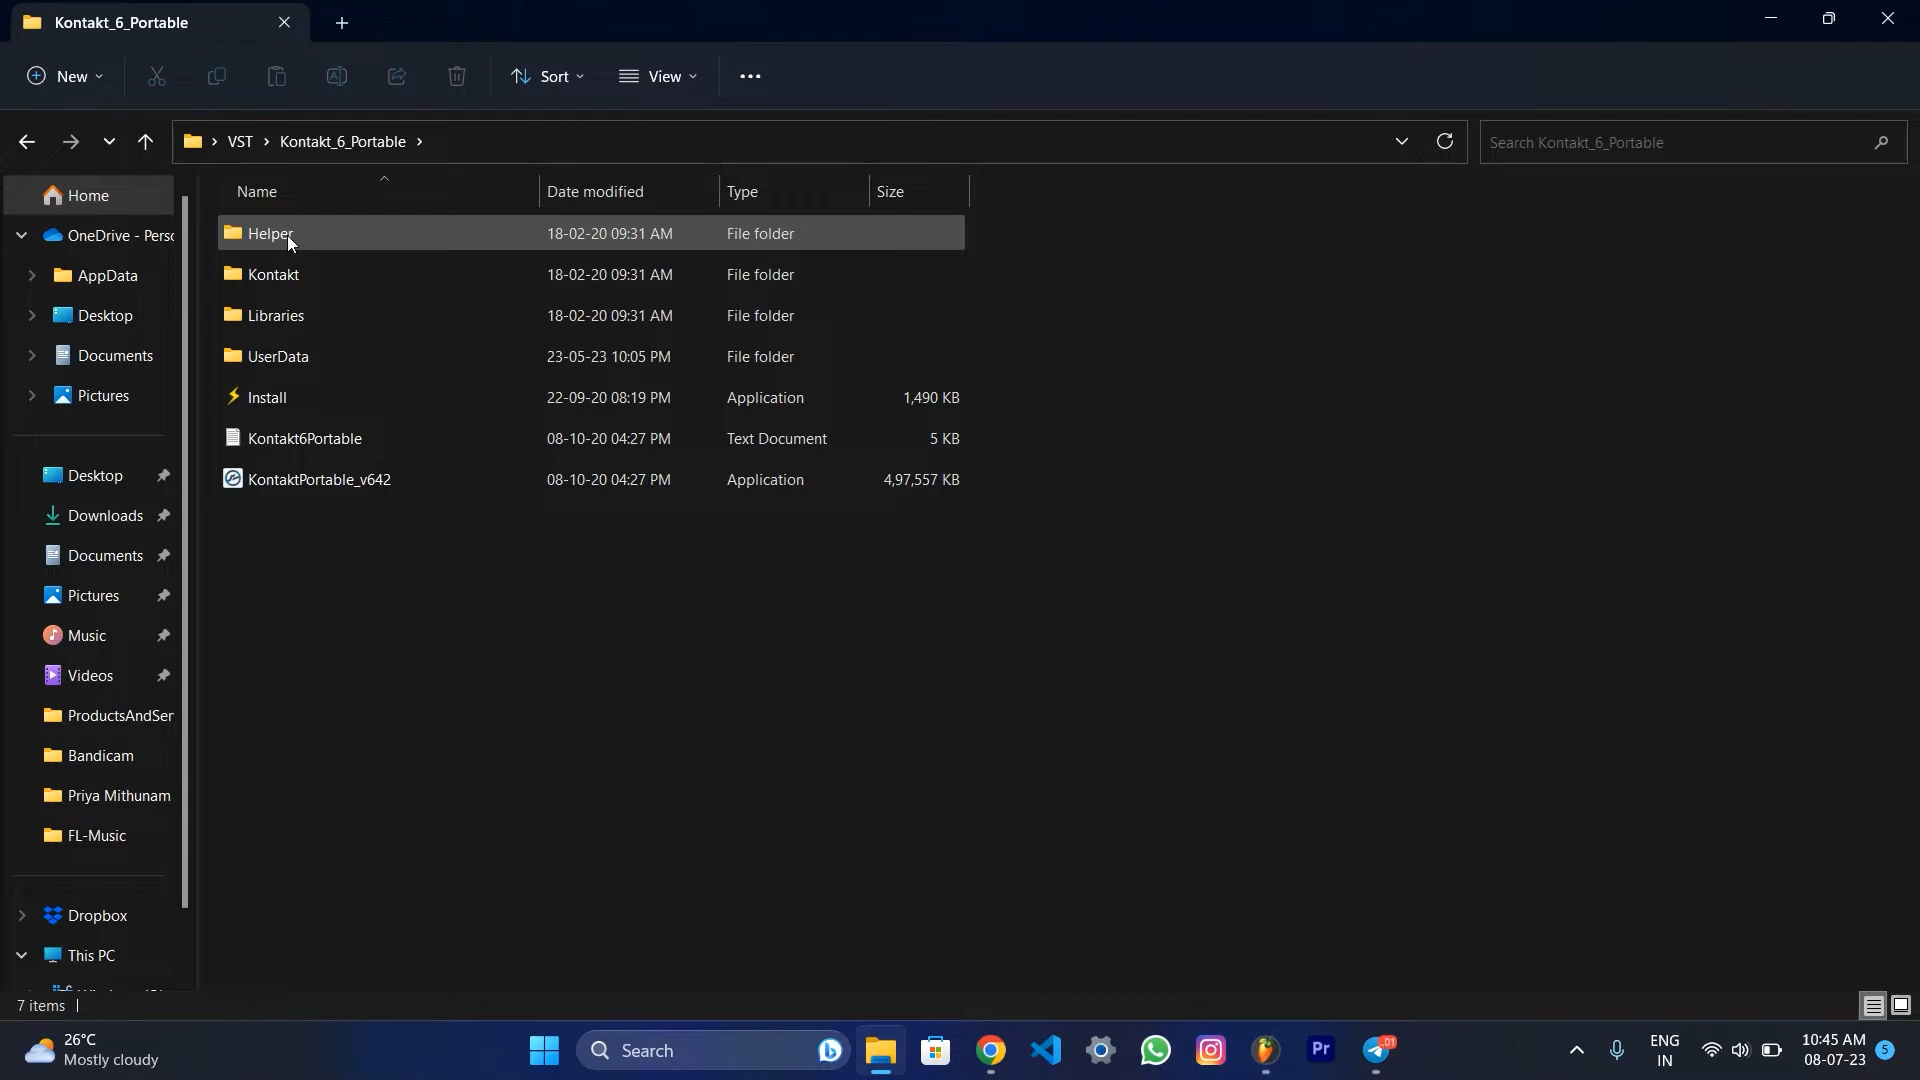 Kontakt_6_Portable
New
Sort
View
VST
Kontakt_6_Portable
Search Kontakt_6_Portable
Name Date modified Type Size
Home
OneDrive - Perso
AppData
Desktop
Documents
Pictures
Desktop
Downloads
Documents
Pictures
Music
Videos
ProductsAndSer
Bandicam
Priya Mithunam
FL-Music
Dropbox
This PC
Helper 18-02-20 09:31 AM File folder
Kontakt 18-02-20 09:31 AM File folder
Libraries 18-02-20 09:31 AM File folder
UserData 23-05-23 10:05 PM File folder
Install 22-09-20 08:19 PM Application 1,490 KB
Kontakt6Portable 08-10-20 04:27 PM Text Document 5 KB
KontaktPortable_v642 08-10-20 04:27 PM Application 4,97,557 KB
7 items
26°C
Mostly cloudy
Search
Pr
01
ENG
IN
10:45 AM
08-07-23
5